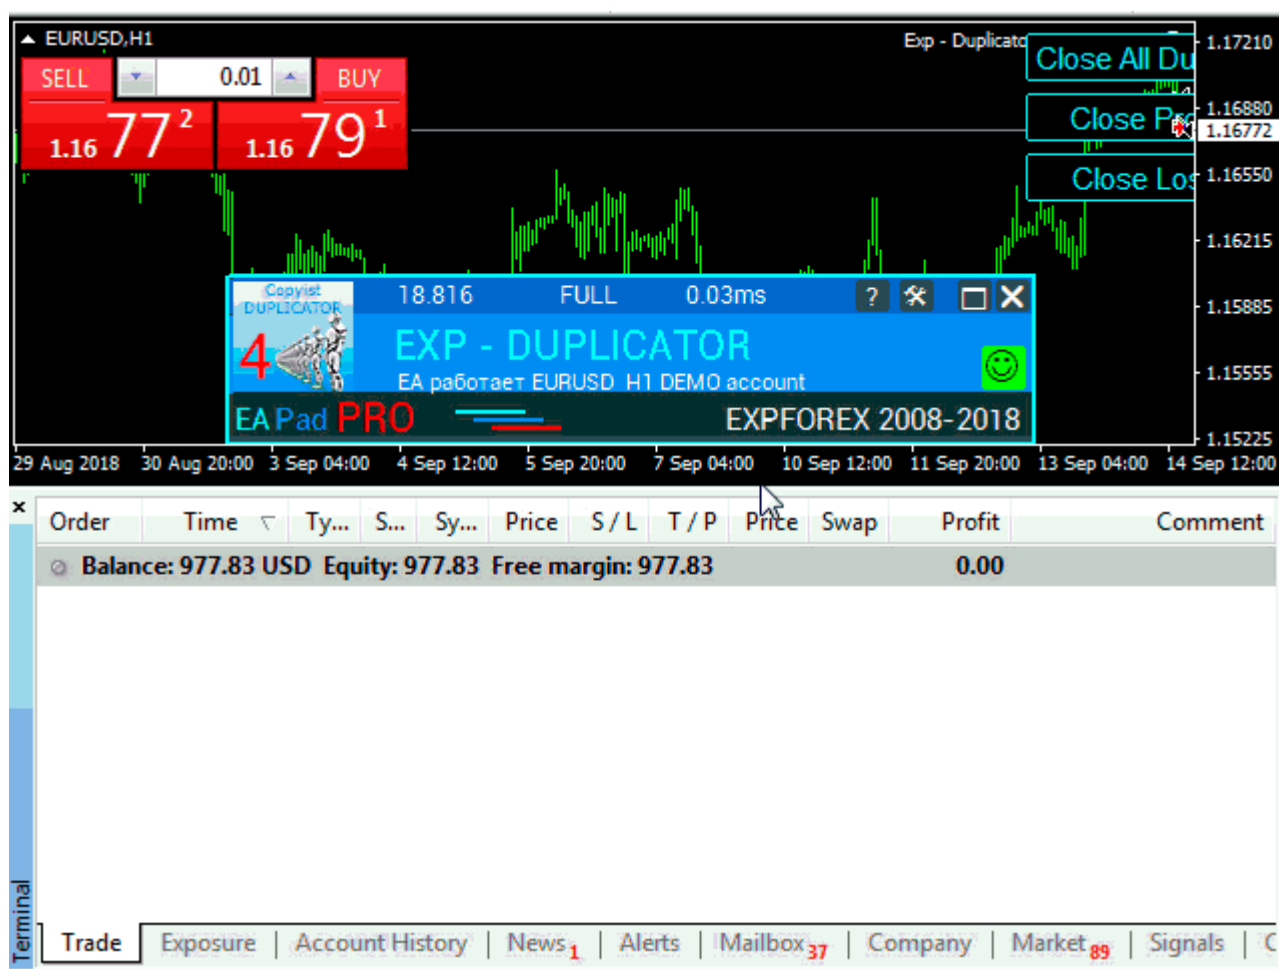 EURUSD,H1
Exp - Duplicato
SELL 0.01 BUY
1.16 77 2 1.16 79 1
Close All Du
Close Pro
Close Los
1.17210
1.16880
1.16772
1.16550
1.16215
1.15885
1.15555
1.15225
Copyist
DUPLICATOR
4
18.816 FULL 0.03ms ?
EXP - DUPLICATOR
EA работает EURUSD H1 DEMO account
EA Pad PRO EXPFOREX 2008-2018
29 Aug 2018 30 Aug 20:00 3 Sep 04:00 4 Sep 12:00 5 Sep 20:00 7 Sep 04:00 10 Sep 12:00 11 Sep 20:00 13 Sep 04:00 14 Sep 12:00
Order Time Ty... S... Sy... Price S / L T / P Price Swap Profit Comment
Balance: 977.83 USD Equity: 977.83 Free margin: 977.83 0.00
Terminal
Trade Exposure | Account History | News 1 | Alerts | Mailbox 37 | Company | Market 89 | Signals | C